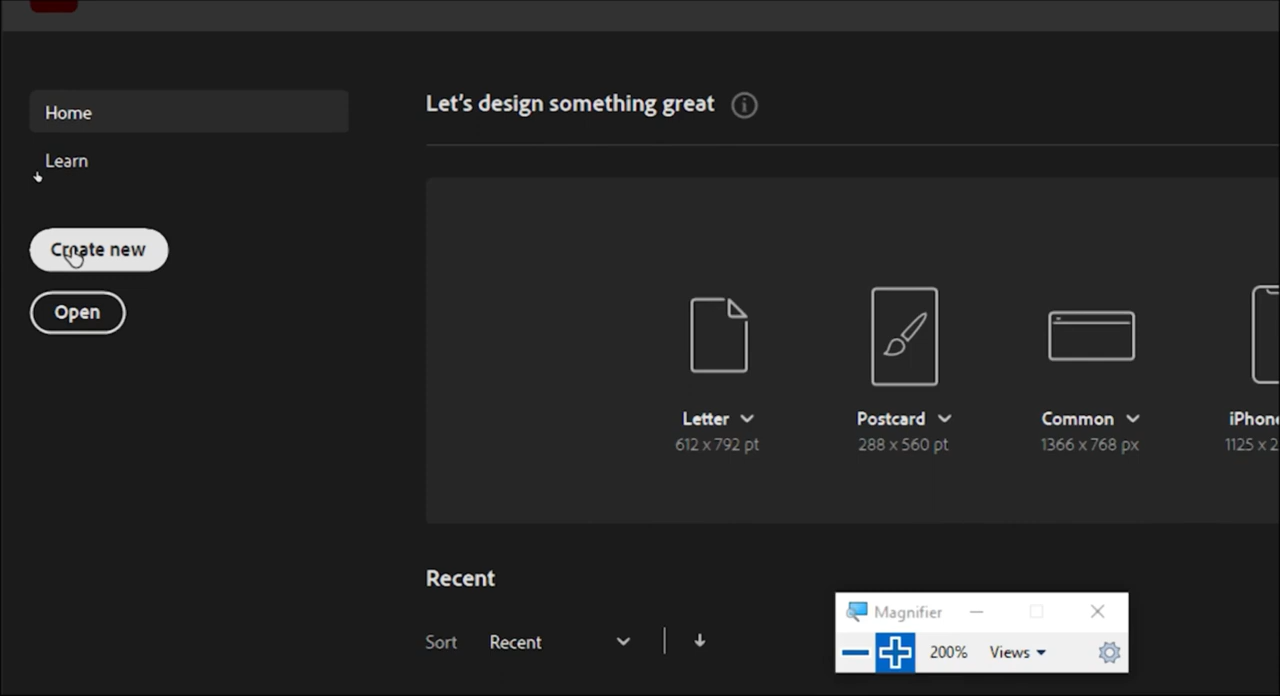 Home
Learn
Create new
Open
Let's design something great
Letter
612 x 792 pt
Postcard
288 x 560 pt
Common
1366 x 768 px
Recent
Sort Recent
Magnifier
200% Views